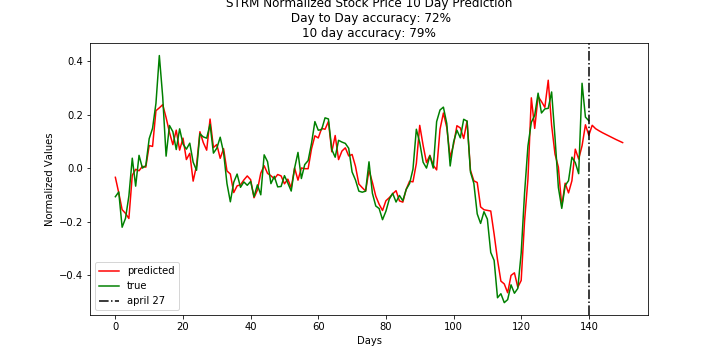 STRM Normalized Stock Price 10 Day Prediction
Day to Day accuracy: 72%
10 day accuracy: 79%
Normalized Values
0.4
0.2
0.0
−0.2
−0.4
predicted
true
april 27
0 20 40 60 80 100 120 140
Days